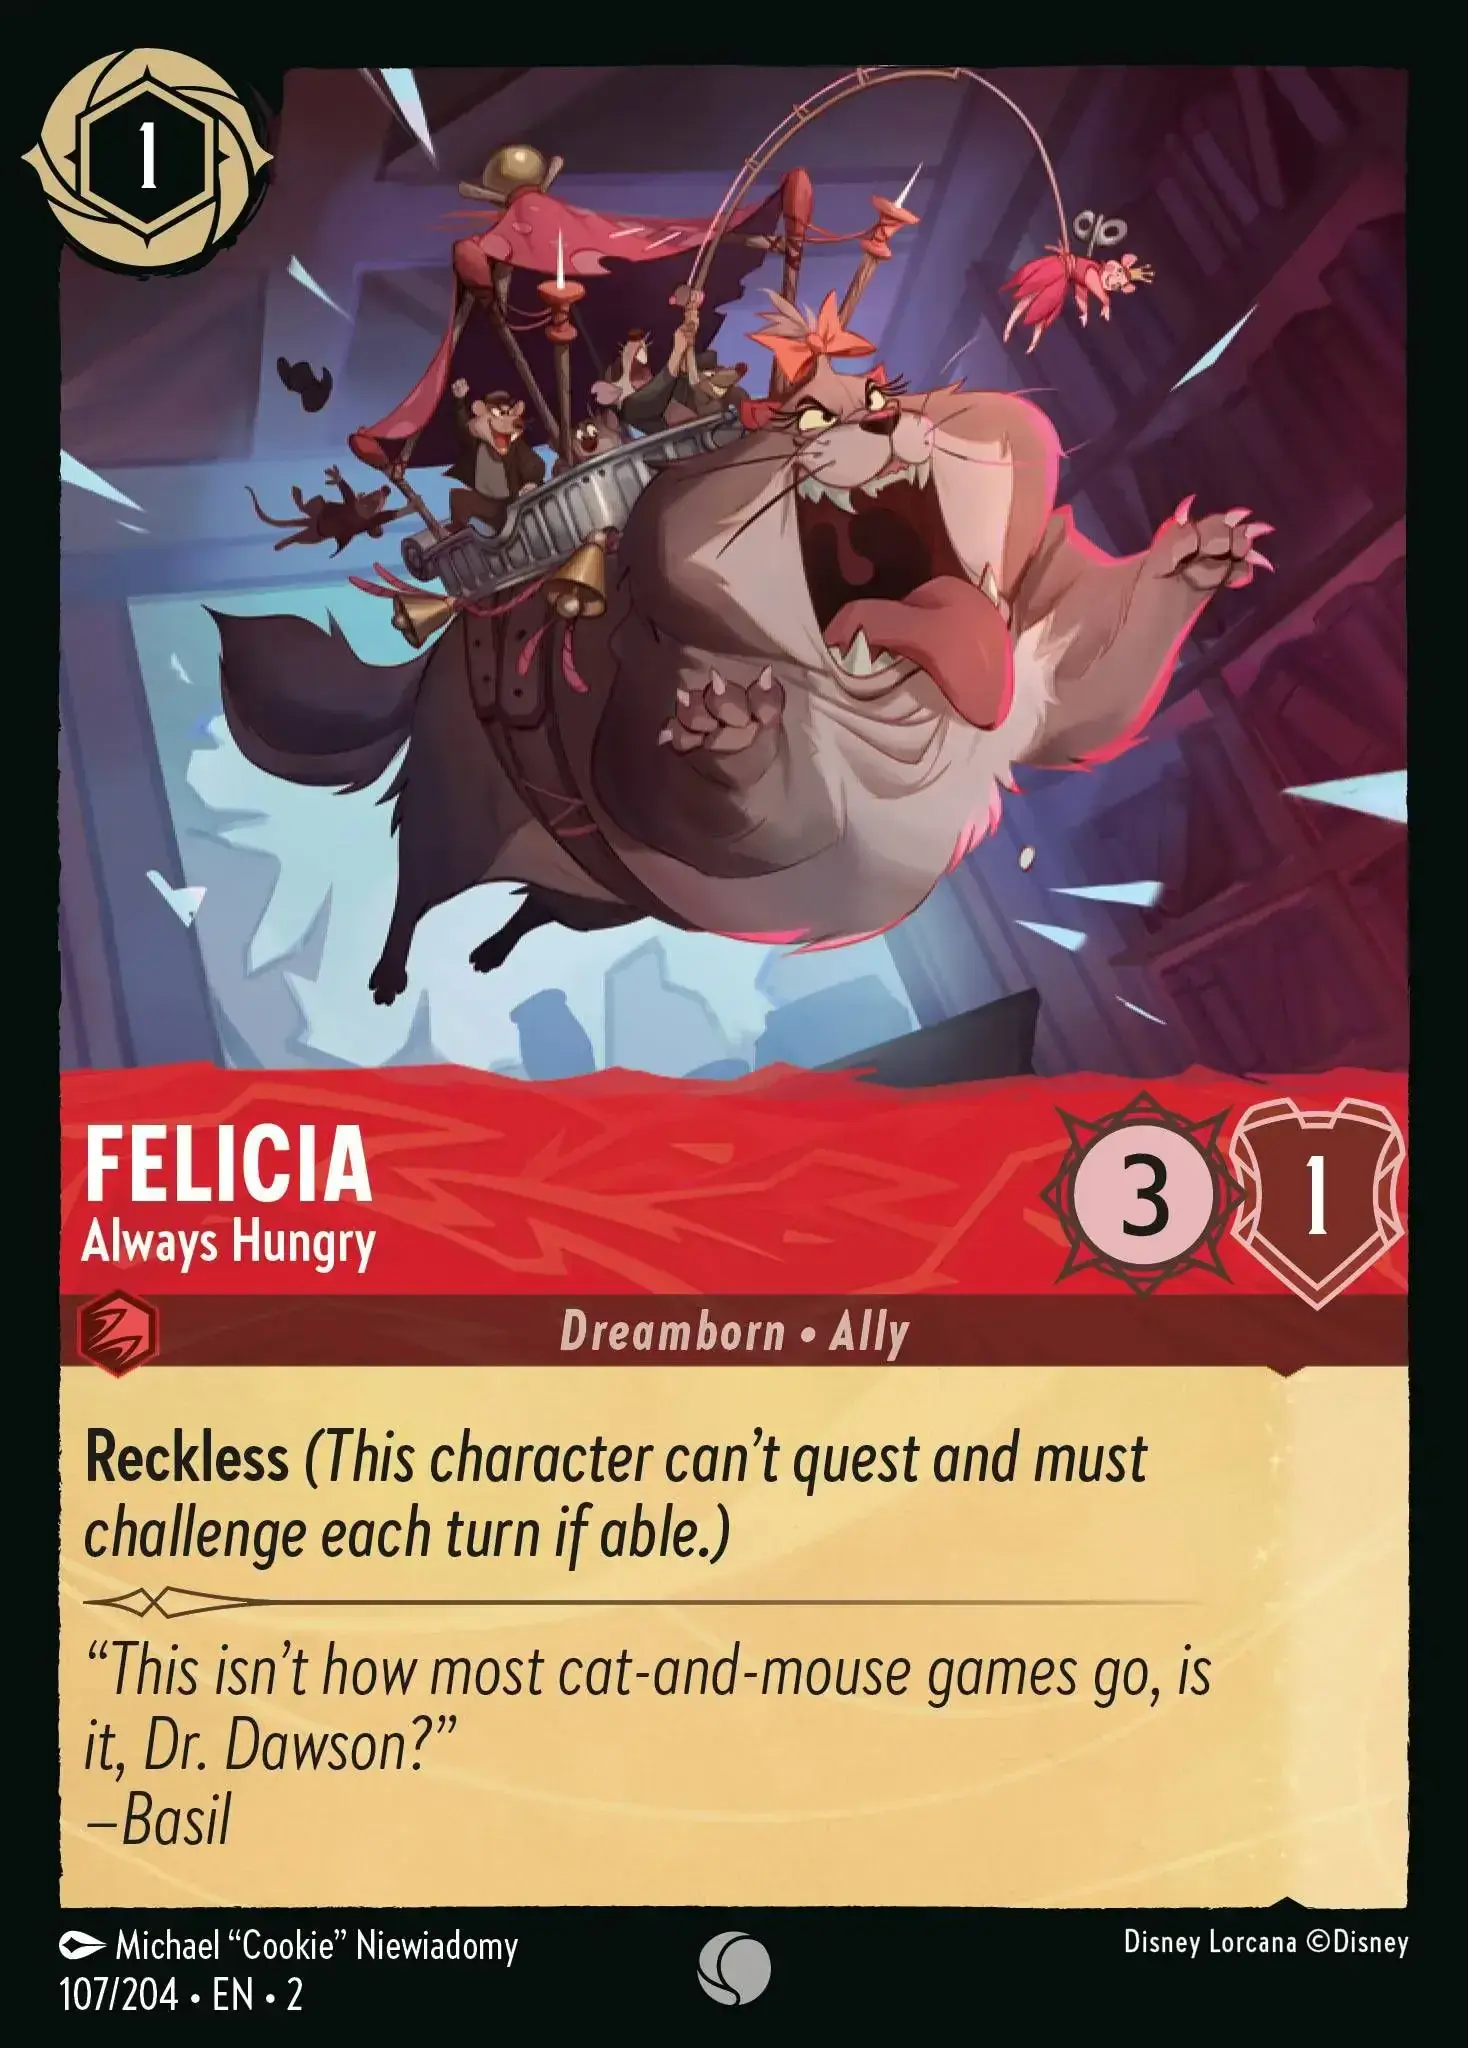 1
FELICIA
Always Hungry
3
1
Dreamborn • Ally
Reckless (This character can’t quest and must
challenge each turn if able.)
“This isn’t how most cat-and-mouse games go, is
it, Dr. Dawson?”
–Basil
Michael “Cookie” Niewiadomy
Disney Lorcana ©Disney
107/204 • EN • 2